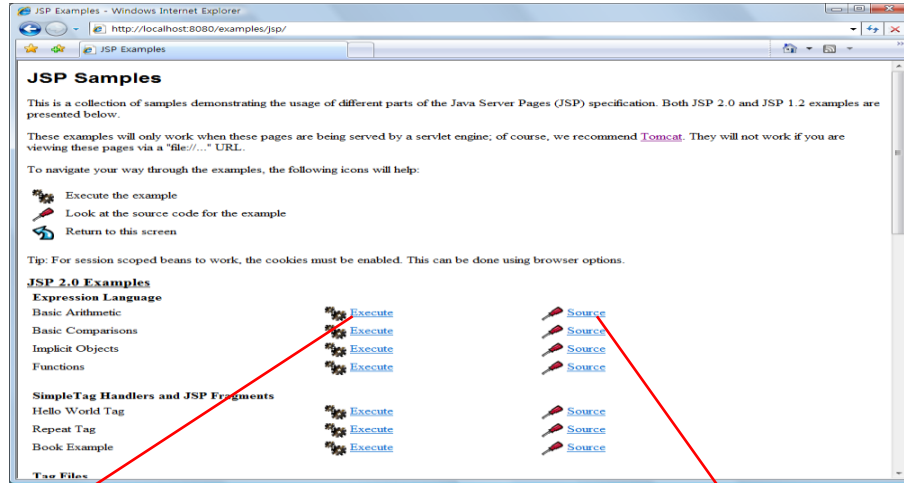 JSP Examples - Windows Internet Explorer
http://localhost:8080/examples/jsp/
JSP Examples
JSP Samples
This is a collection of samples demonstrating the usage of different parts of the Java Server Pages (JSP) specification. Both JSP 2.0 and JSP 1.2 examples are
presented below.
These examples will only work when these pages are being served by a servlet engine; of course, we recommend Tomcat. They will not work if you are
viewing these pages via a "file://..." URL.
To navigate your way through the examples, the following icons will help:
Execute the example
Look at the source code for the example
Return to this screen
Tip: For session scoped beans to work, the cookies must be enabled. This can be done using browser options.
JSP 2.0 Examples
Expression Language
Basic Arithmetic Execute Source
Basic Comparisons Execute Source
Implicit Objects Execute Source
Functions Execute Source
SimpleTag Handlers and JSP Fragments
Hello World Tag Execute Source
Repeat Tag Execute Source
Book Example Execute Source
Tag Files